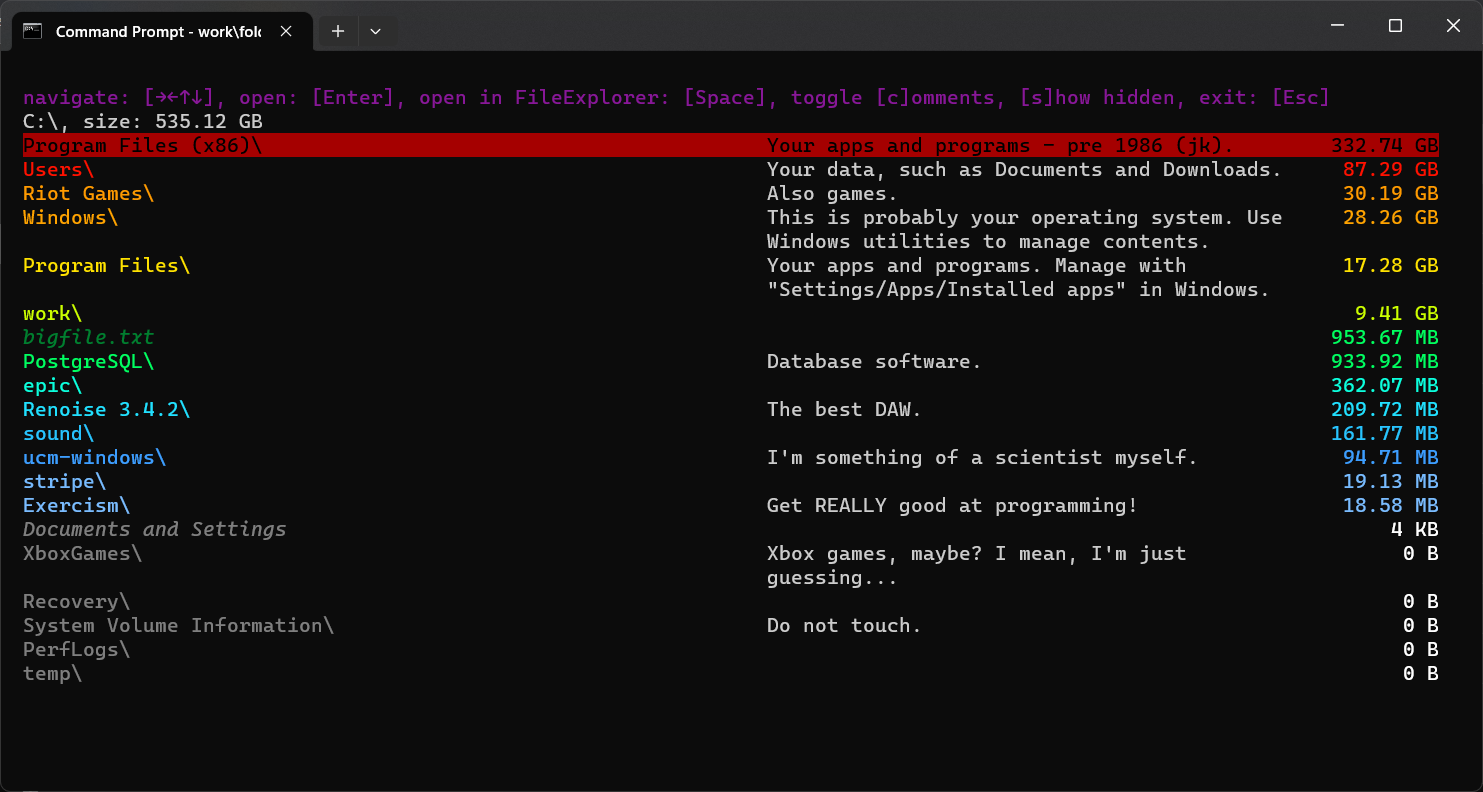 Command Prompt - work\fol
navigate: [→←↑↓], open: [Enter], open in FileExplorer: [Space], toggle [c]omments, [s]how hidden, exit: [Esc]
C:\, size: 535.12 GB
Program Files (x86)\ Your apps and programs - pre 1986 (jk). 332.74 GB
Users\ Your data, such as Documents and Downloads. 87.29 GB
Riot Games\ Also games. 30.19 GB
Windows\ This is probably your operating system. Use 28.26 GB
Windows utilities to manage contents.
Program Files\ Your apps and programs. Manage with 17.28 GB
"Settings/Apps/Installed apps" in Windows.
work\ 9.41 GB
bigfile.txt 953.67 MB
PostgreSQL\ Database software. 933.92 MB
epic\ 362.07 MB
Renoise 3.4.2\ The best DAW. 209.72 MB
sound\ 161.77 MB
ucm-windows\ I'm something of a scientist myself. 94.71 MB
stripe\ 19.13 MB
Exercism\ Get REALLY good at programming! 18.58 MB
Documents and Settings 4 KB
XboxGames\ Xbox games, maybe? I mean, I'm just 0 B
guessing...
Recovery\ 0 B
System Volume Information\ Do not touch. 0 B
PerfLogs\ 0 B
temp\ 0 B